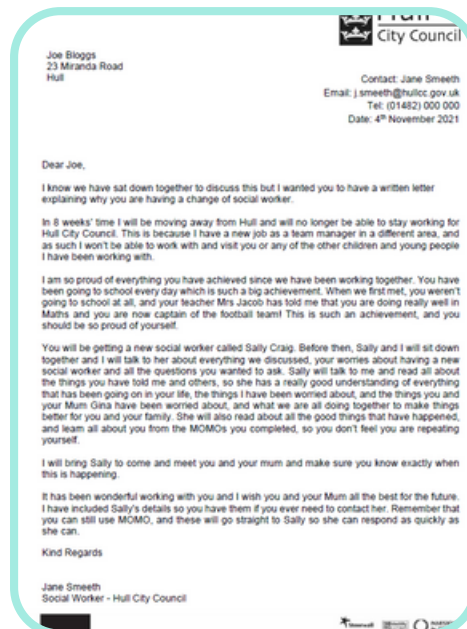 Hull
City Council
Joe Bloggs
23 Miranda Road
Hull
Contact: Jane Smeeth
Email: j.smeeth@hullcc.gov.uk
Tel: (01482) 000 000
Date: 4th November 2021
Dear Joe,
I know we have sat down together to discuss this but I wanted you to have a written letter
explaining why you are having a change of social worker.
In 8 weeks' time I will be moving away from Hull and will no longer be able to stay working for
Hull City Council. This is because I have a new job as a team manager in a different area, and
as such I won't be able to work with and visit you or any of the other children and young people
I have been working with.
I am so proud of everything you have achieved since we have been working together. You have
been going to school every day which is such a big achievement. When we first met, you weren't
going to school at all, and your teacher Mrs Jacob has told me that you are doing really well in
Maths and you are now captain of the football team! This is such an achievement, and you
should be so proud of yourself.
You will be getting a new social worker called Sally Craig. Before then, Sally and I will sit down
together and I will talk to her about everything we discussed, your worries about having a new
social worker and all the questions you wanted to ask. Sally will talk to me and read all about
the things you have told me and others, so she has a really good understanding of everything
that has been going on in your life, the things I have been worried about, and the things you and
your Mum Gina have been worried about, and what we are all doing together to make things
better for you and your family. She will also read about all the good things that have happened,
and learn all about you from the MOMOs you completed, so you don't feel you are repeating
yourself.
I will bring Sally to come and meet you and your mum and make sure you know exactly when
this is happening.
It has been wonderful working with you and I wish you and your Mum all the best for the future.
I have included Sally's details so you have them if you ever need to contact her. Remember that
you can still use MOMO, and these will go straight to Sally so she can respond as quickly as
she can.
Kind Regards
Jane Smeeth
Social Worker - Hull City Council